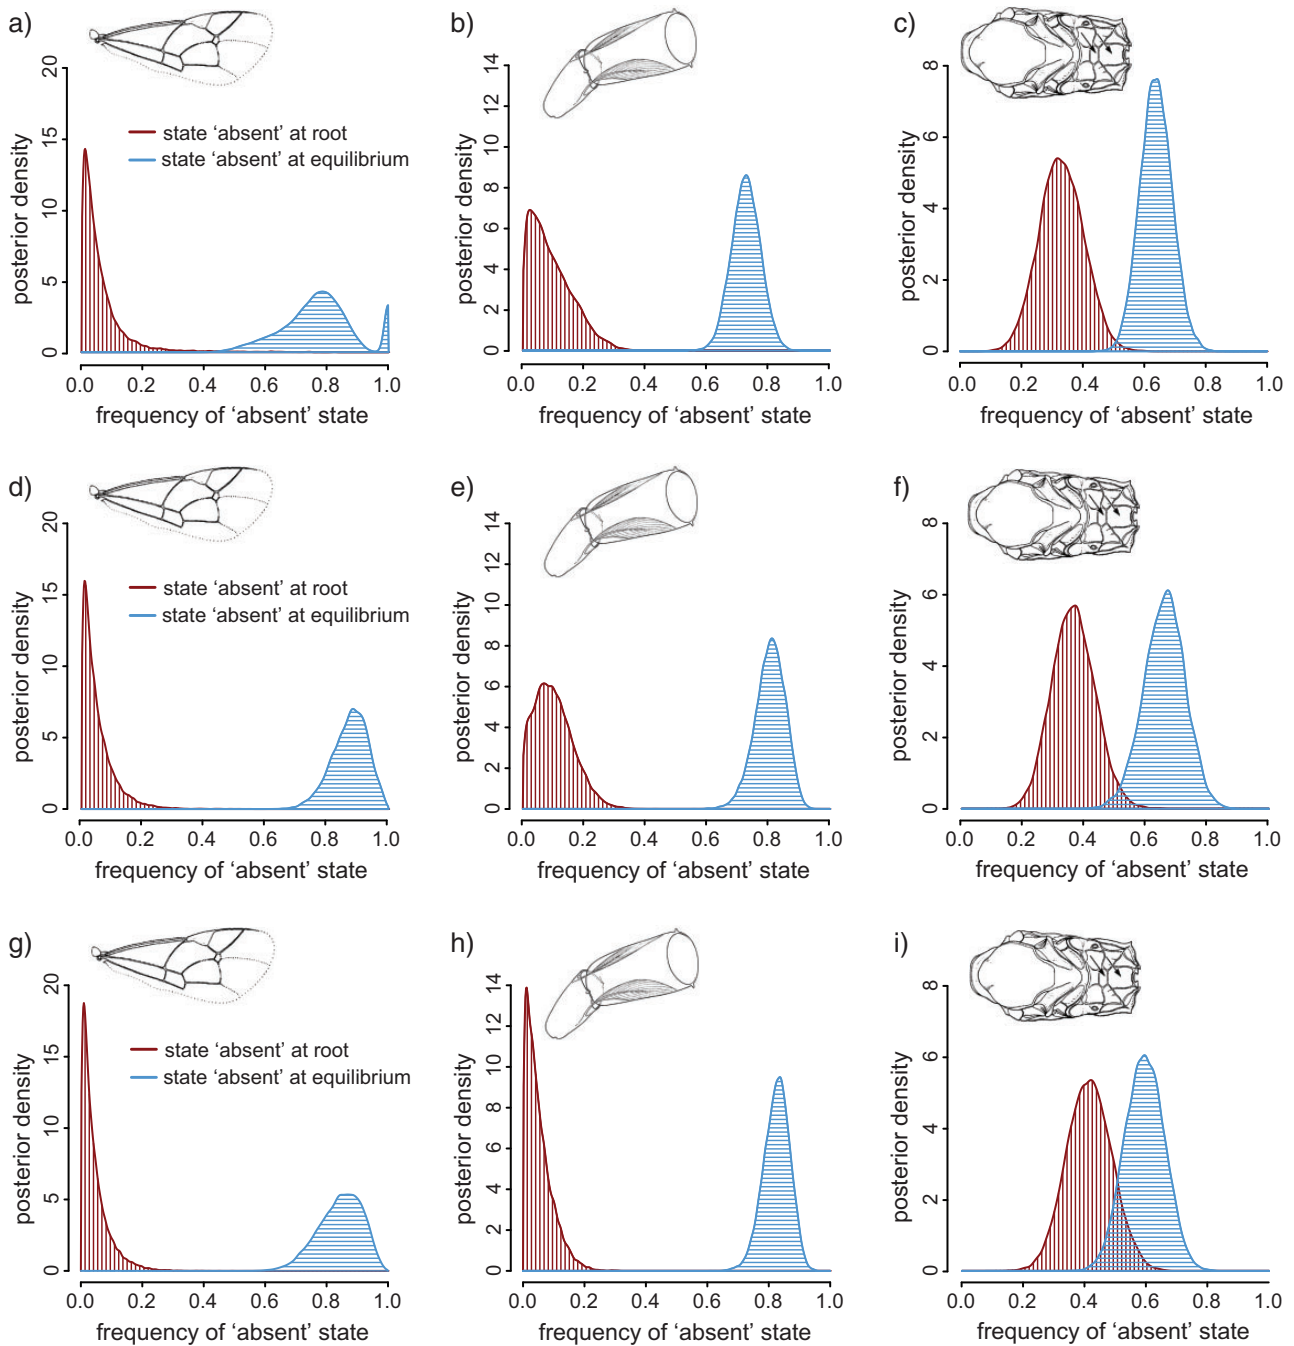 a)
20
15
10
5
0
posterior density
state 'absent' at root
state 'absent' at equilibrium
0.0 0.2 0.4 0.6 0.8 1.0
frequency of 'absent' state
b)
14
12
10
8
6
4
2
0
posterior density
0.0 0.2 0.4 0.6 0.8 1.0
frequency of 'absent' state
c)
8
6
4
2
0
posterior density
0.0 0.2 0.4 0.6 0.8 1.0
frequency of 'absent' state
d)
20
15
10
5
0
posterior density
state 'absent' at root
state 'absent' at equilibrium
0.0 0.2 0.4 0.6 0.8 1.0
frequency of 'absent' state
e)
14
12
10
8
6
4
2
0
posterior density
0.0 0.2 0.4 0.6 0.8 1.0
frequency of 'absent' state
f)
8
6
4
2
0
posterior density
0.0 0.2 0.4 0.6 0.8 1.0
frequency of 'absent' state
g)
20
15
10
5
0
posterior density
state 'absent' at root
state 'absent' at equilibrium
0.0 0.2 0.4 0.6 0.8 1.0
frequency of 'absent' state
h)
14
12
10
8
6
4
2
0
posterior density
0.0 0.2 0.4 0.6 0.8 1.0
frequency of 'absent' state
i)
8
6
4
2
0
posterior density
0.0 0.2 0.4 0.6 0.8 1.0
frequency of 'absent' state